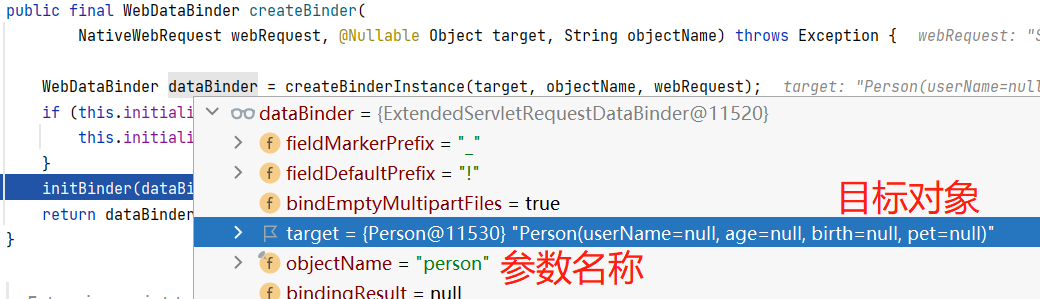 public final WebDataBinder createBinder(
NativeWebRequest webRequest, @Nullable Object target, String objectName) throws Exception { webRequest: "S
WebDataBinder dataBinder = createBinderInstance(target, objectName, webRequest); target: "Person(userName=null
if (this.initiali
dataBinder = {ExtendedServletRequestDataBinder@11520}
this.initiali
fieldMarkerPrefix = "_"
fieldDefaultPrefix = "!"
}
initBinder(dataBi
bindEmptyMultipartFiles = true
目标对象
return dataBinder
target = {Person@11530} "Person(userName=null, age=null, birth=null, pet=null)"
}
objectName = "person" 参数名称
bindingResult = null